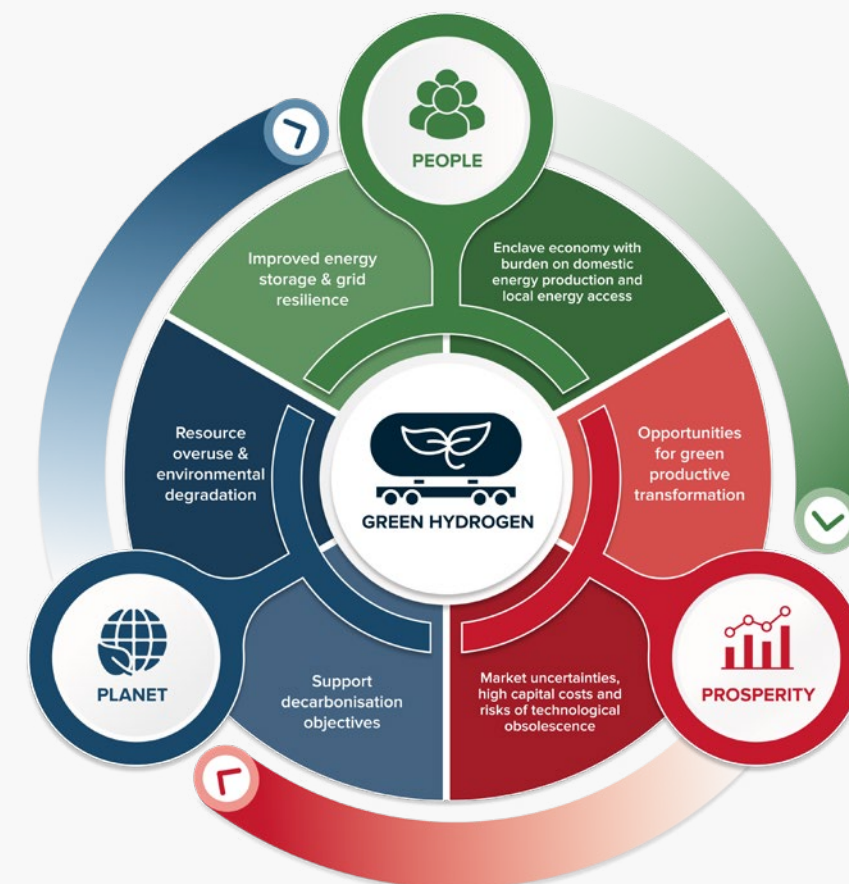 PEOPLE
Improved energy
storage & grid
resilience
Enclave economy with
burden on domestic
energy production and
local energy access
Resource
overuse &
environmental
degradation
GREEN HYDROGEN
Opportunities
for green
productive
transformation
PLANET
Support
decarbonisation
objectives
Market uncertainties,
high capital costs and
risks of technological
obsolescence
PROSPERITY